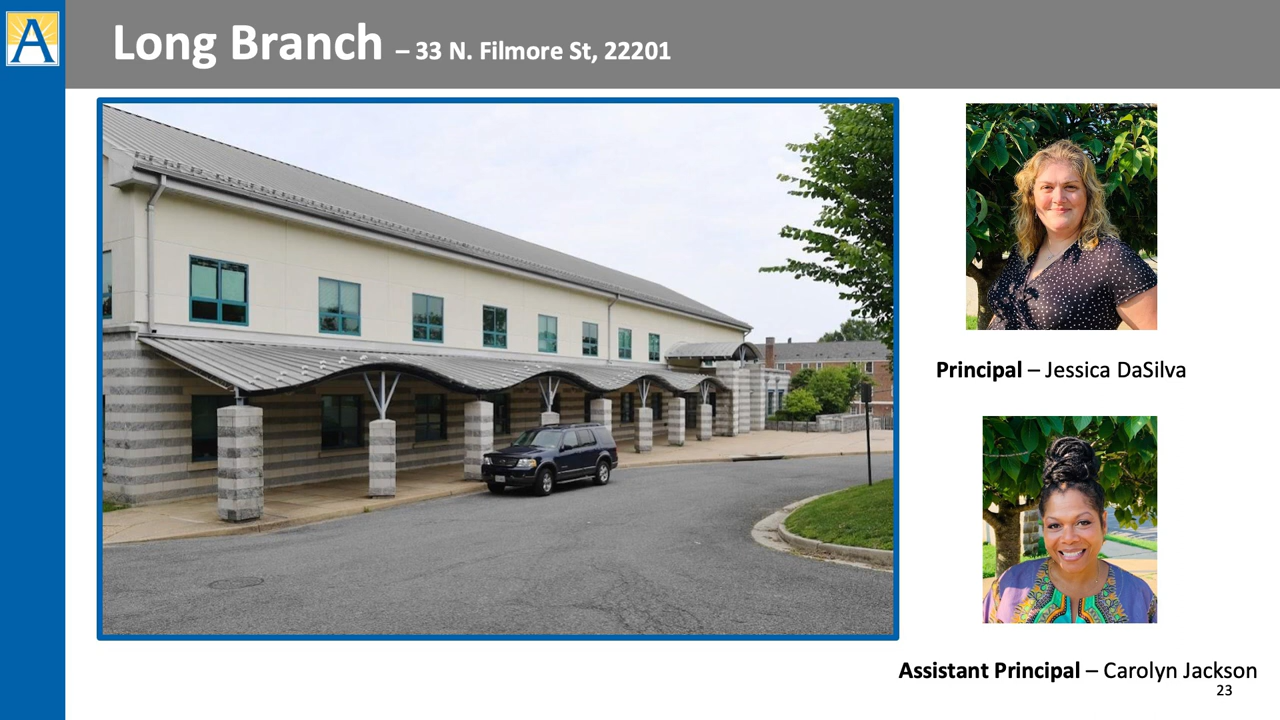 A
Long Branch – 33 N. Filmore St, 22201
Principal – Jessica DaSilva
Assistant Principal – Carolyn Jackson
23